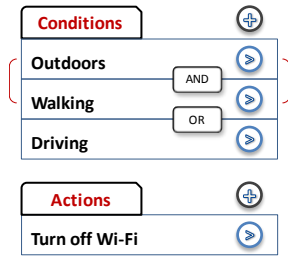 Conditions
Outdoors
AND
Walking
OR
Driving
Actions
Turn off Wi-Fi